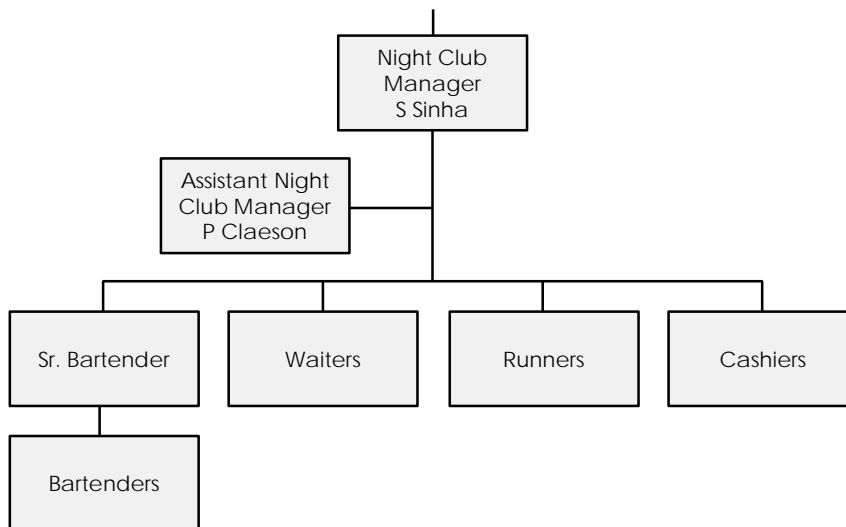 Night Club
Manager
S Sinha
Assistant Night
Club Manager
P Claeson
Sr. Bartender
Waiters
Runners
Cashiers
Bartenders